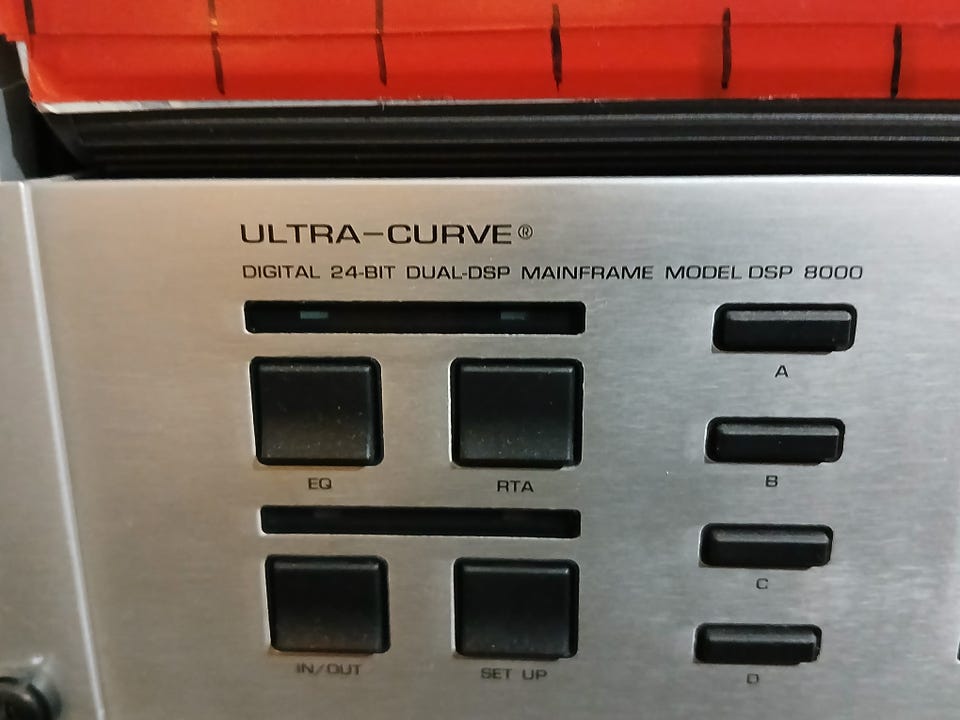 ULTRA-CURVE®
DIGITAL 24-BIT DUAL-DSP MAINFRAME MODEL DSP 8000
A
EQ RTA
B
IN/OUT SET UP
C
D